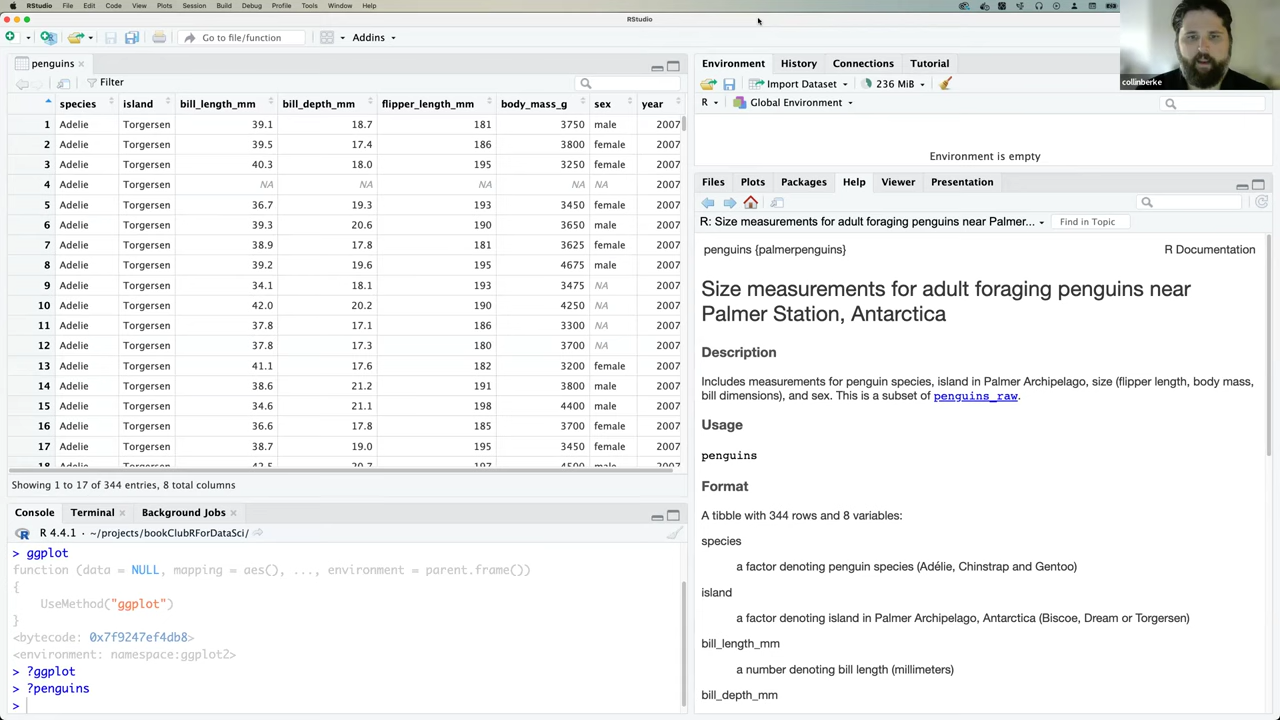 RStudio File Edit Code View Plots Session Build Debug Profile Tools Window Help
RStudio
Go to file/function Addins
collinberke
penguins
Filter
species island bill_length_mm bill_depth_mm flipper_length_mm body_mass_g sex year
1 Adelie Torgersen 39.1 18.7 181 3750 male 2007
2 Adelie Torgersen 39.5 17.4 186 3800 female 2007
3 Adelie Torgersen 40.3 18.0 195 3250 female 2007
4 Adelie Torgersen NA NA NA NA NA 2007
5 Adelie Torgersen 36.7 19.3 193 3450 female 2007
6 Adelie Torgersen 39.3 20.6 190 3650 male 2007
7 Adelie Torgersen 38.9 17.8 181 3625 female 2007
8 Adelie Torgersen 39.2 19.6 195 4675 male 2007
9 Adelie Torgersen 34.1 18.1 193 3475 NA 2007
10 Adelie Torgersen 42.0 20.2 190 4250 NA 2007
11 Adelie Torgersen 37.8 17.1 186 3300 NA 2007
12 Adelie Torgersen 37.8 17.3 180 3700 NA 2007
13 Adelie Torgersen 41.1 17.6 182 3200 female 2007
14 Adelie Torgersen 38.6 21.2 191 3800 male 2007
15 Adelie Torgersen 34.6 21.1 198 4400 male 2007
16 Adelie Torgersen 36.6 17.8 185 3700 female 2007
17 Adelie Torgersen 38.7 19.0 195 3450 female 2007
Showing 1 to 17 of 344 entries, 8 total columns
Console Terminal Background Jobs
R 4.4.1 · ~/projects/bookClubRForDataSci/
> ggplot
function (data = NULL, mapping = aes(), ..., environment = parent.frame())
{
UseMethod("ggplot")
}
<bytecode: 0x7f9247ef4db8>
<environment: namespace:ggplot2>
> ?ggplot
> ?penguins
>
Environment History Connections Tutorial
Import Dataset 236 MiB
R Global Environment
Environment is empty
Files Plots Packages Help Viewer Presentation
R: Size measurements for adult foraging penguins near Palmer... Find in Topic
penguins {palmerpenguins} R Documentation
Size measurements for adult foraging penguins near
Palmer Station, Antarctica
Description
Includes measurements for penguin species, island in Palmer Archipelago, size (flipper length, body mass,
bill dimensions), and sex. This is a subset of penguins_raw.
Usage
penguins
Format
A tibble with 344 rows and 8 variables:
species
a factor denoting penguin species (Adélie, Chinstrap and Gentoo)
island
a factor denoting island in Palmer Archipelago, Antarctica (Biscoe, Dream or Torgersen)
bill_length_mm
a number denoting bill length (millimeters)
bill_depth_mm